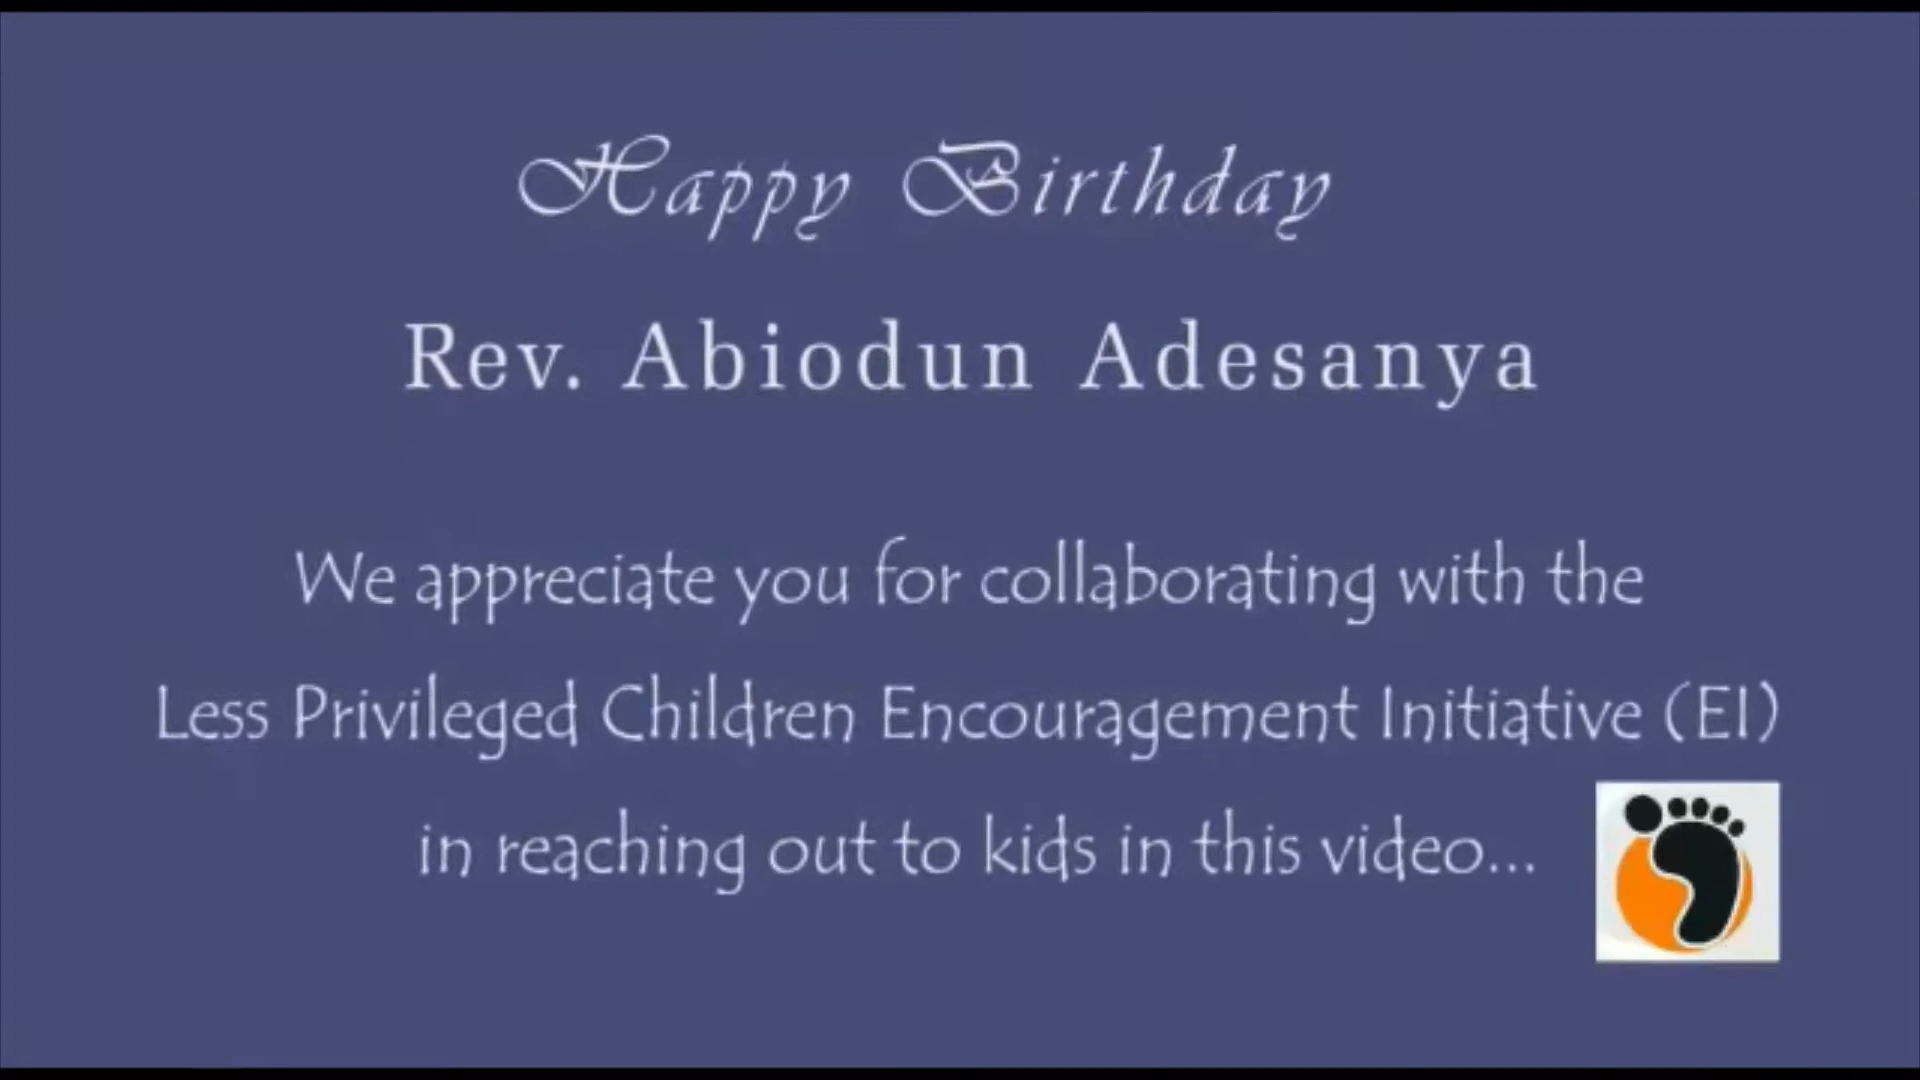 Happy Birthday
Rev. Abiodun Adesanya
We appreciate you for collaborating with the
Less Privileged Children Encouragement Initiative (EI)
in reaching out to kids in this video...